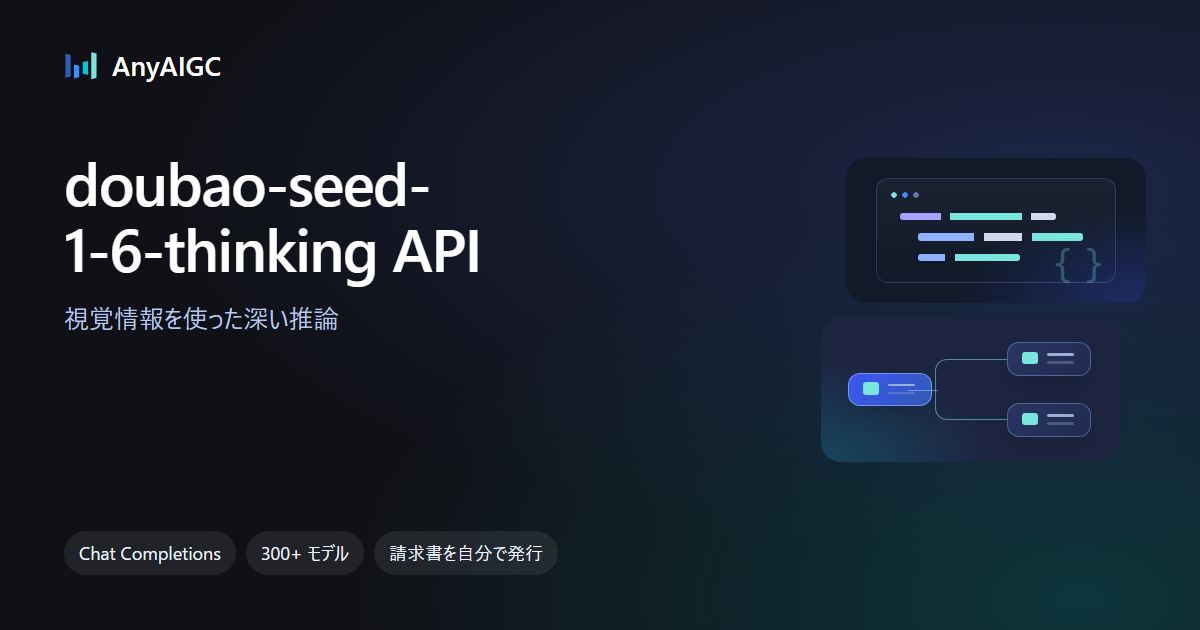 AnyAIGC
doubao-seed-
1-6-thinking API
視覚情報を使った深い推論
{ }
Chat Completions
300+ モデル
請求書を自分で発行